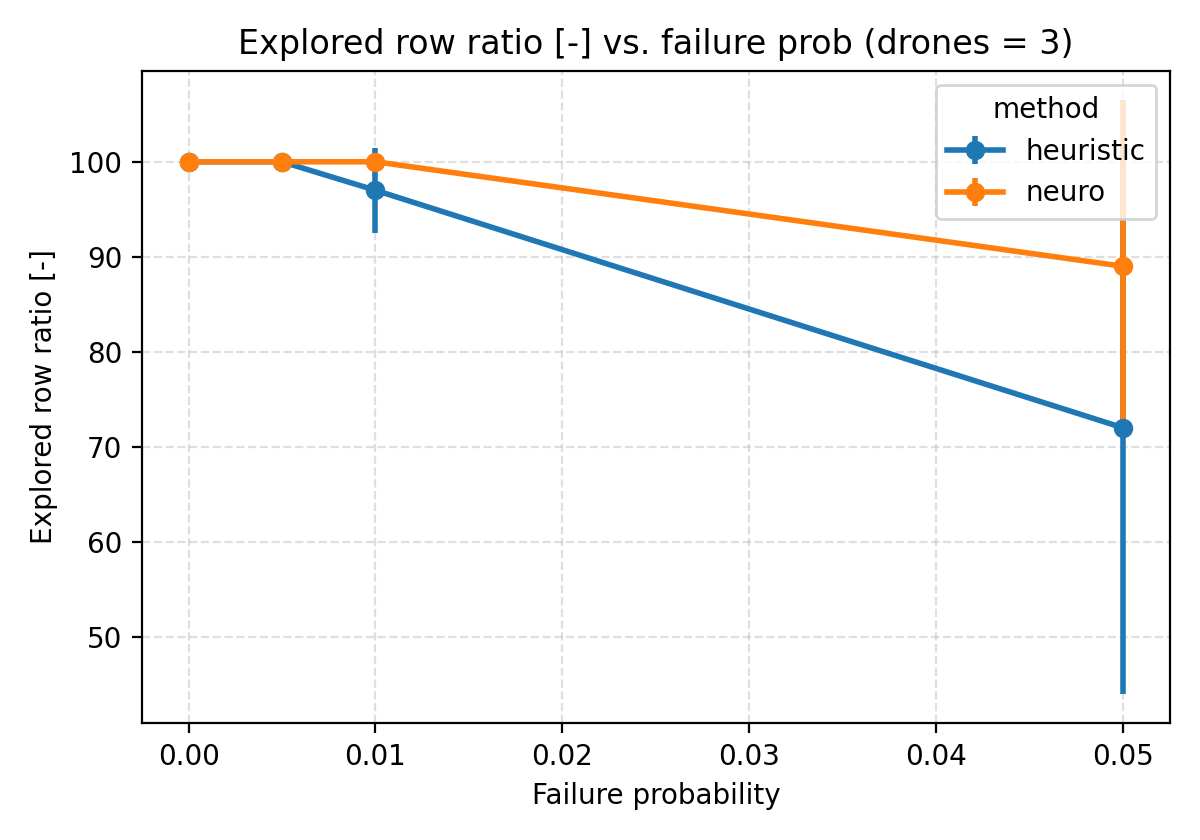 Explored row ratio [-] vs. failure prob (drones = 3)
method
heuristic
neuro
Explored row ratio [-]
100
90
80
70
60
50
0.00 0.01 0.02 0.03 0.04 0.05
Failure probability